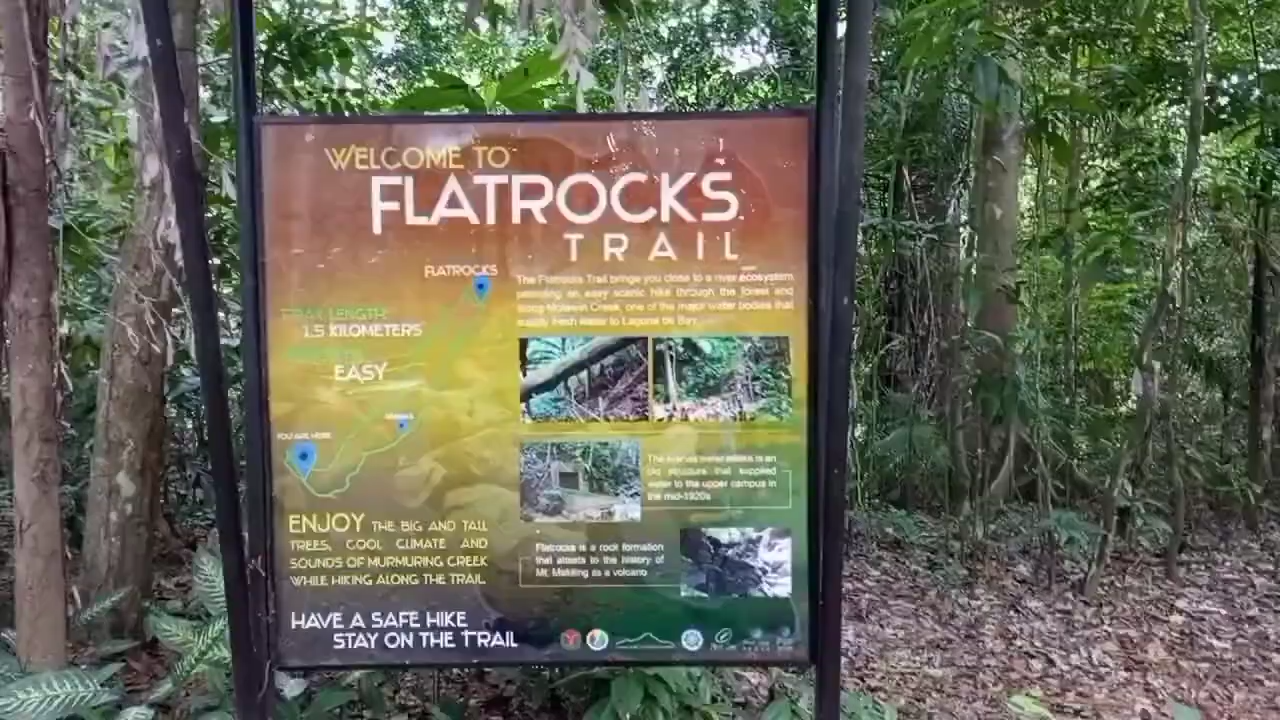 WELCOME TO
FLATROCKS
TRAIL
FLATROCKS
TRAIL LENGTH:
1.5 KILOMETERS
EASY
YOU ARE HERE
The Flatrocks Trail brings you close to a river ecosystem
providing an easy scenic hike through the forest and
along Molawin Creek, one of the major water bodies that
supply fresh water to Laguna de Bay.
water intake is an
old structure that supplied
water to the upper campus in
the mid-1920s
Flatrocks is a rock formation
that attests to the history of
Mt. Makiling as a volcano
ENJOY THE BIG AND TALL
TREES, COOL CLIMATE AND
SOUNDS OF MURMURING CREEK
WHILE HIKING ALONG THE TRAIL.
HAVE A SAFE HIKE
STAY ON THE TRAIL